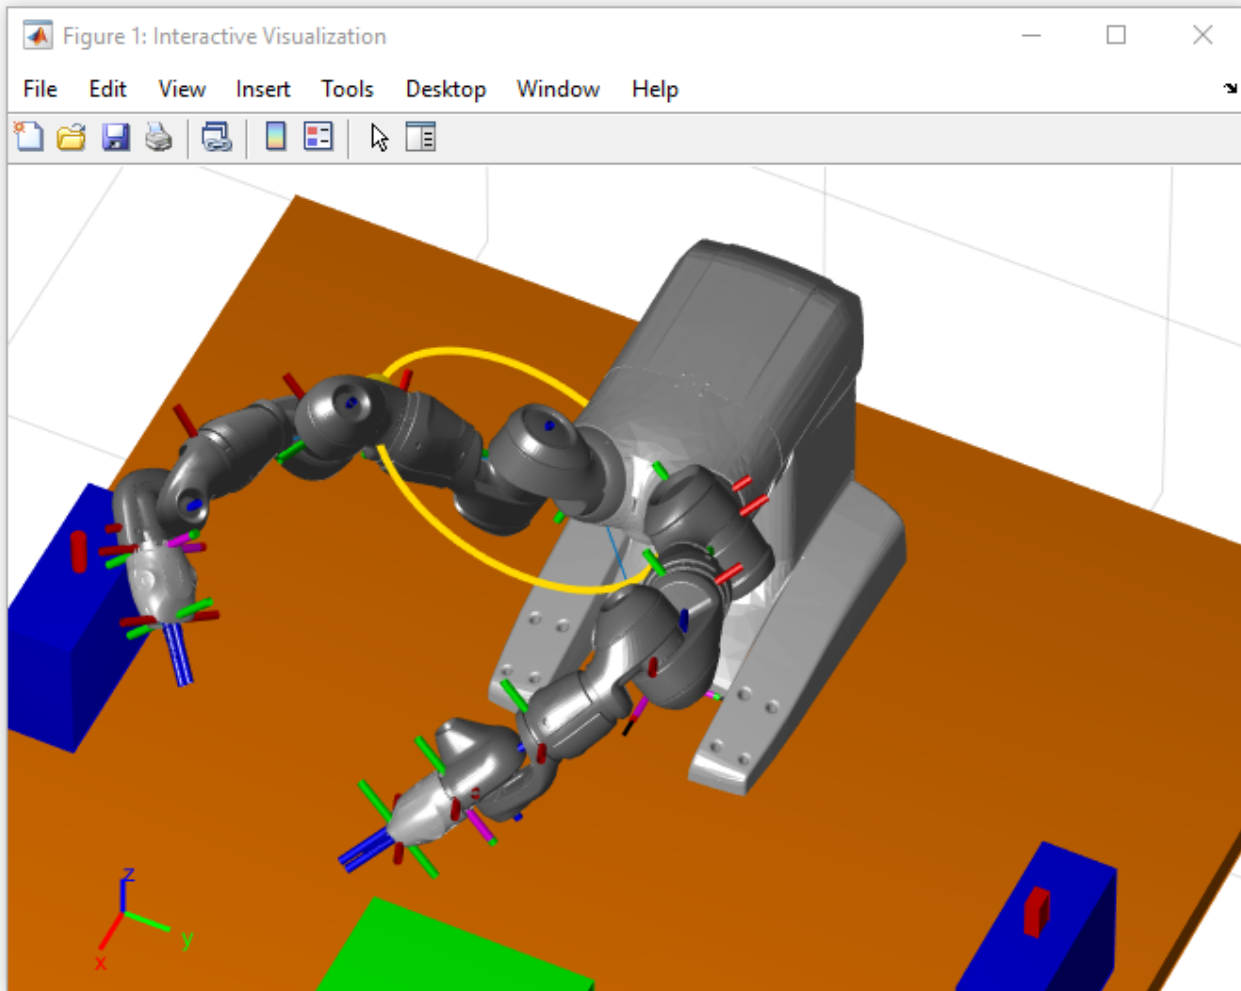 Figure 1: Interactive Visualization
File Edit View Insert Tools Desktop Window Help
z
y
x